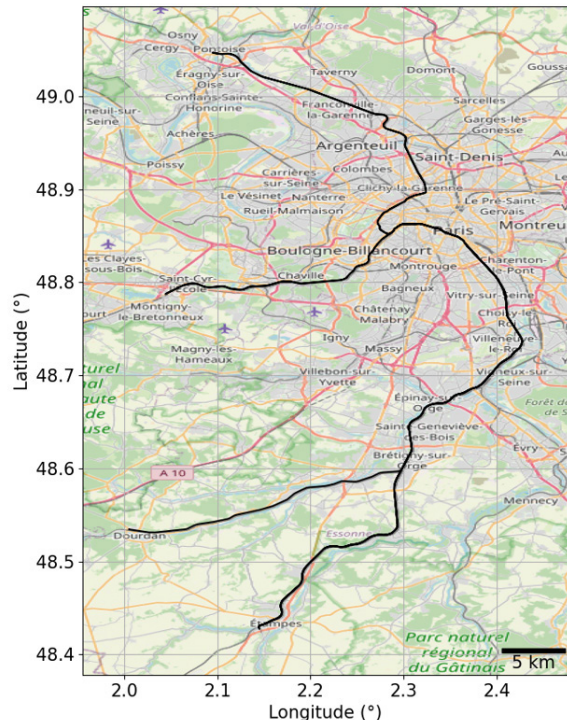 Val-d'Oise
Osny
Cergy
Pontoise
Éragny-sur-
Oise
Taverny
Domont
Goussa
Conflans-Sainte-
Honorine
Franconville-
la-Garenne
Sarcelles
Garges-lès-
Gonesse
neuil-sur-
Seine
Achères
Argenteuil
Saint-Denis
Poissy
Carrières-
sur-Seine
Colombes
Clichy-la-Garenne
Le Vésinet
Nanterre
Le Pré-Saint-
Gervais
Rueil-Malmaison
Paris
Montreu
Les Clayes-
sous-Bois
Boulogne-Billancourt
Saint-Cyr-
l'École
Chaville
Montrouge
Charenton-
le-Pont
Bagneux
Vitry-sur-Seine
Montigny-
le-Bretonneux
Châtenay-
Malabry
Choisy-le-
Roi
Igny
Massy
Villeneuve-
le-Roi
Magny-les-
Hameaux
Villebon-sur-
Yvette
Vigneux-sur-
Seine
Épinay-sur-
Orge
Sainte-Geneviève-
des-Bois
Brétigny-sur-
Orge
Évry
A 10
Mennecy
Dourdan
Essonne
Étampes
Parc naturel
régional
du Gâtinais
5 km
49.0
48.9
48.8
48.7
48.6
48.5
48.4
Latitude (°)
2.0
2.1
2.2
2.3
2.4
Longitude (°)